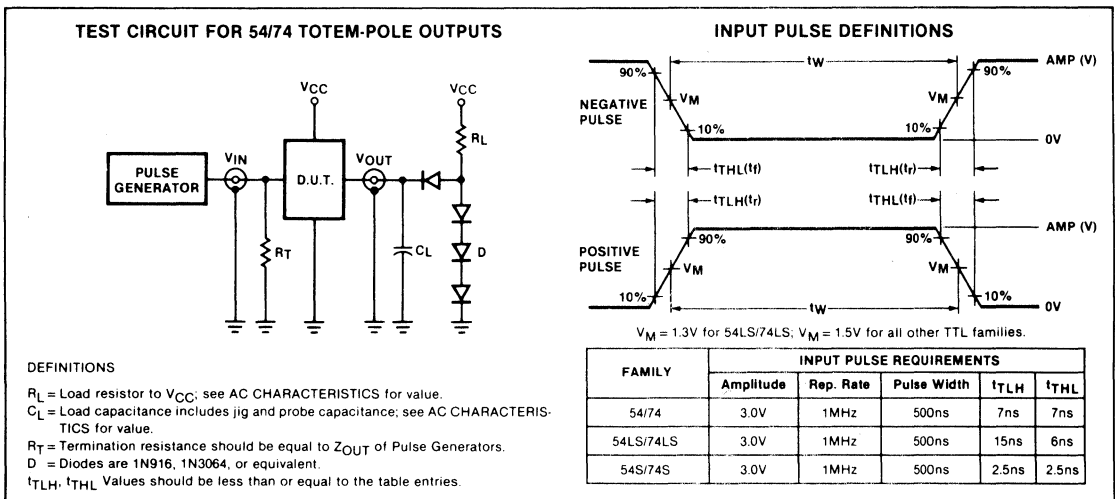 TEST CIRCUIT FOR 54/74 TOTEM-POLE OUTPUTS
VCC
VCC
RL
VIN
VOUT
PULSE GENERATOR
D.U.T.
RT
CL
D
DEFINITIONS
RL = Load resistor to VCC; see AC CHARACTERISTICS for value.
CL = Load capacitance includes jig and probe capacitance; see AC CHARACTERIS-
TICS for value.
RT = Termination resistance should be equal to ZOUT of Pulse Generators.
D = Diodes are 1N916, 1N3064, or equivalent.
tTLH, tTHL Values should be less than or equal to the table entries.
INPUT PULSE DEFINITIONS
90% tW 90% AMP (V)
NEGATIVE PULSE
VM VM
10% 10%
0V
tTHL(tf) tTLH(tr)
tTLH(tr) tTHL(tf)
AMP (V)
90% 90%
POSITIVE PULSE
VM VM
10% tW 10% 0V
VM = 1.3V for 54LS/74LS; VM = 1.5V for all other TTL families.
FAMILY INPUT PULSE REQUIREMENTS
Amplitude Rep. Rate Pulse Width tTLH tTHL
54/74 3.0V 1MHz 500ns 7ns 7ns
54LS/74LS 3.0V 1MHz 500ns 15ns 6ns
54S/74S 3.0V 1MHz 500ns 2.5ns 2.5ns